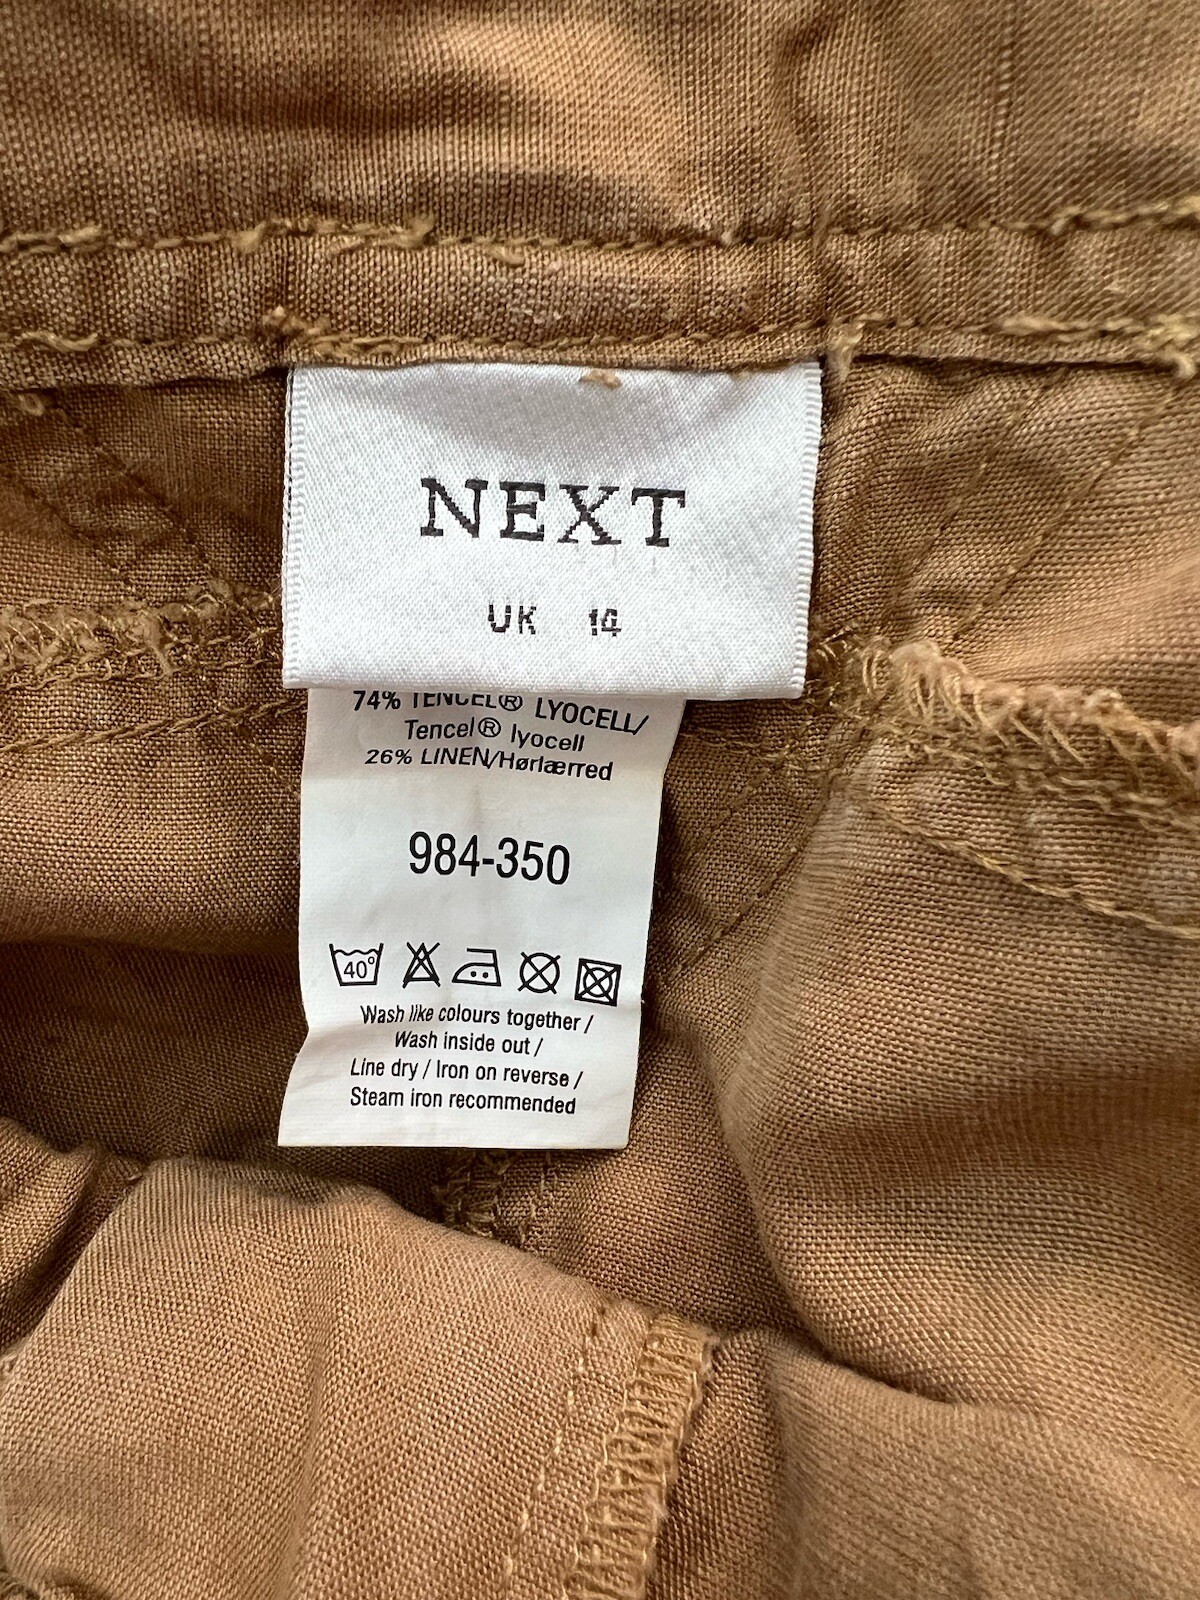 NEXT
UK 14
74% TENCEL® LYOCELL/
Tencel® lyocell
26% LINEN/Hørlærred
984-350
40°
Wash like colours together /
Wash inside out /
Line dry / Iron on reverse /
Steam iron recommended